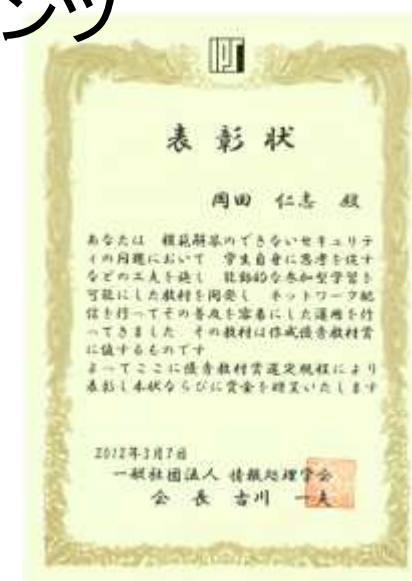 ンツ
表彰状
岡田 仁志 殿
あなたは 模範解答のできないセキュリテ
ィの問題において 学生自身に思考を促す
などの工夫を施し 能動的な参加型学習を
可能にした教材を開発し ネットワーク配
信を行ってその普及を容易にした運用を行
ってきました その教材は作成優秀教材賞
に値するものです
よってここに優秀教材賞選定規程により
表彰し本状ならびに賞金を贈呈いたします
2012年3月7日
一般社団法人 情報処理学会
会 長 古川 一夫